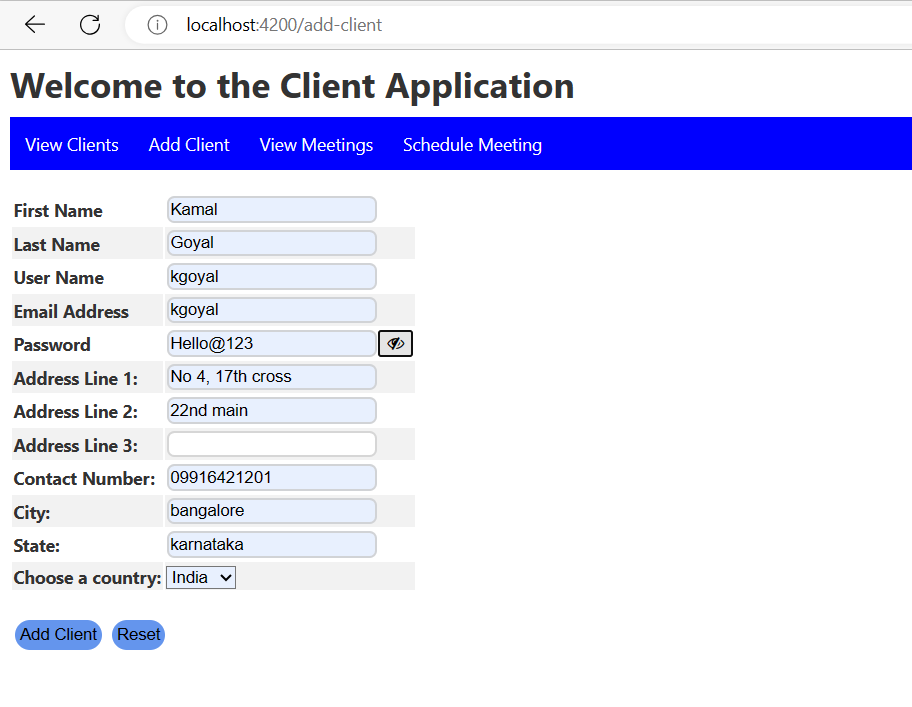 localhost:4200/add-client
Welcome to the Client Application
View Clients Add Client View Meetings Schedule Meeting
First Name Kamal
Last Name Goyal
User Name kgoyal
Email Address kgoyal
Password Hello@123
Address Line 1: No 4, 17th cross
Address Line 2: 22nd main
Address Line 3:
Contact Number: 09916421201
City: bangalore
State: karnataka
Choose a country: India
Add Client Reset